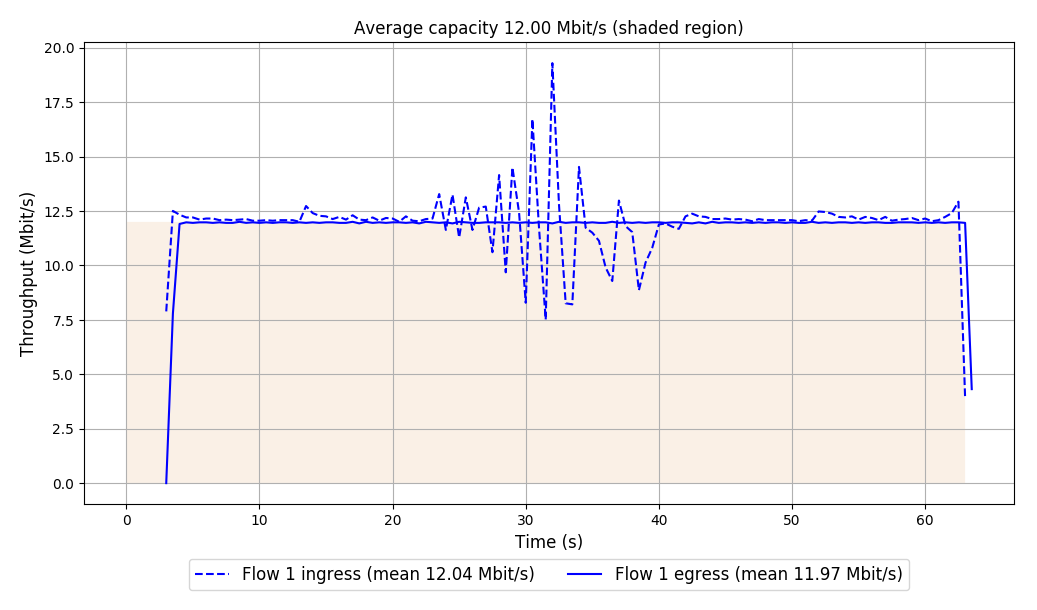 Average capacity 12.00 Mbit/s (shaded region)
20.0
17.5
15.0
12.5
10.0
7.5
5.0
2.5
0.0
Throughput (Mbit/s)
0 10 20 30 40 50 60
Time (s)
Flow 1 ingress (mean 12.04 Mbit/s) Flow 1 egress (mean 11.97 Mbit/s)